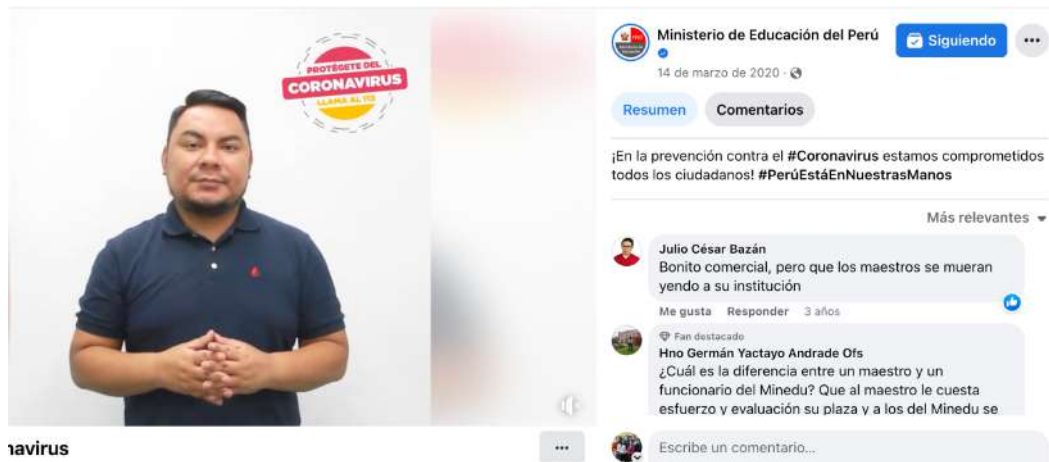 PROTÉGETE DEL
CORONAVIRUS
LLAMA AL 113
Ministerio de Educación del Perú
Siguiendo
14 de marzo de 2020 ·
Resumen
Comentarios
¡En la prevención contra el #Coronavirus estamos comprometidos
todos los ciudadanos! #PerúEstáEnNuestrasManos
Más relevantes
Julio César Bazán
Bonito comercial, pero que los maestros se mueran
yendo a su institución
Me gusta Responder 3 años
Fan destacado
Hno Germán Yactayo Andrade Ofs
¿Cuál es la diferencia entre un maestro y un
funcionario del Minedu? Que al maestro le cuesta
esfuerzo y evaluación su plaza y a los del Minedu se
navirus
Escribe un comentario...